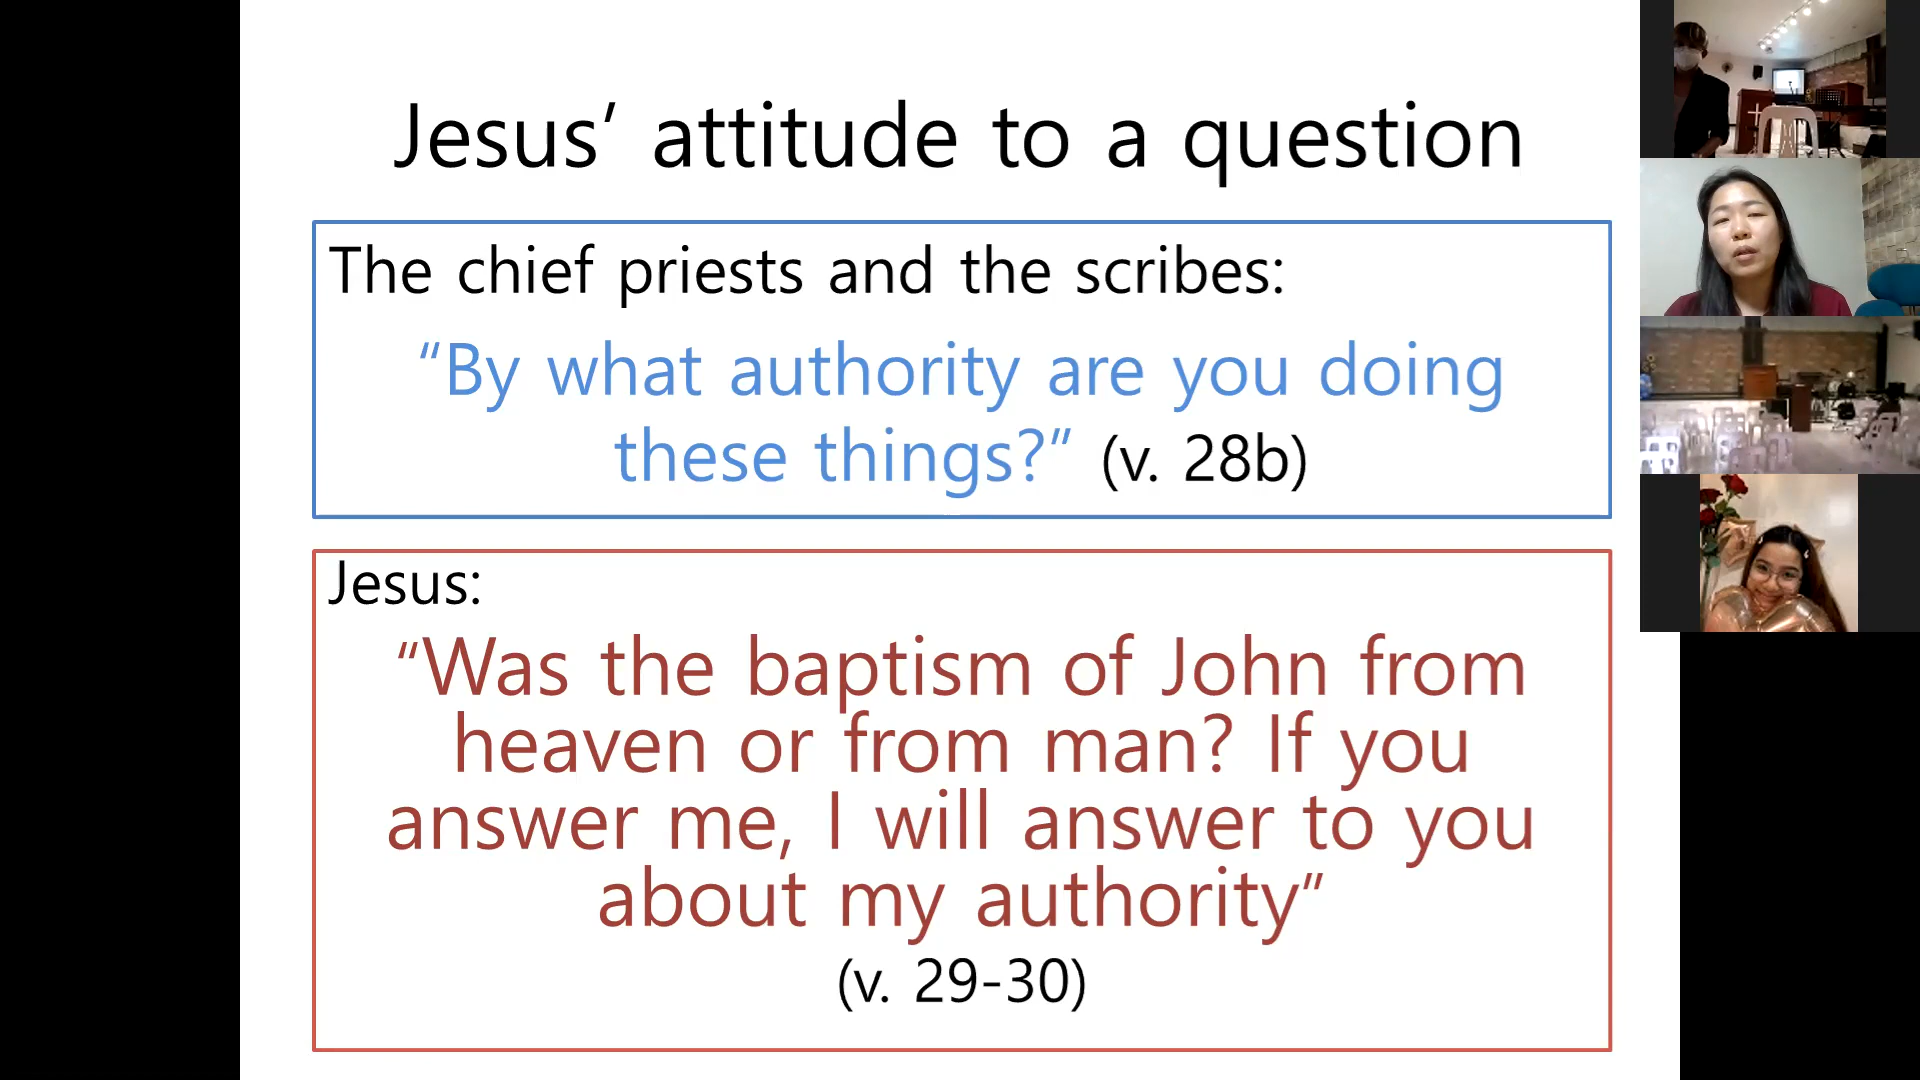 Jesus’ attitude to a question
The chief priests and the scribes:
“By what authority are you doing
these things?” (v. 28b)
Jesus:
“Was the baptism of John from
heaven or from man? If you
answer me, I will answer to you
about my authority”
(v. 29-30)